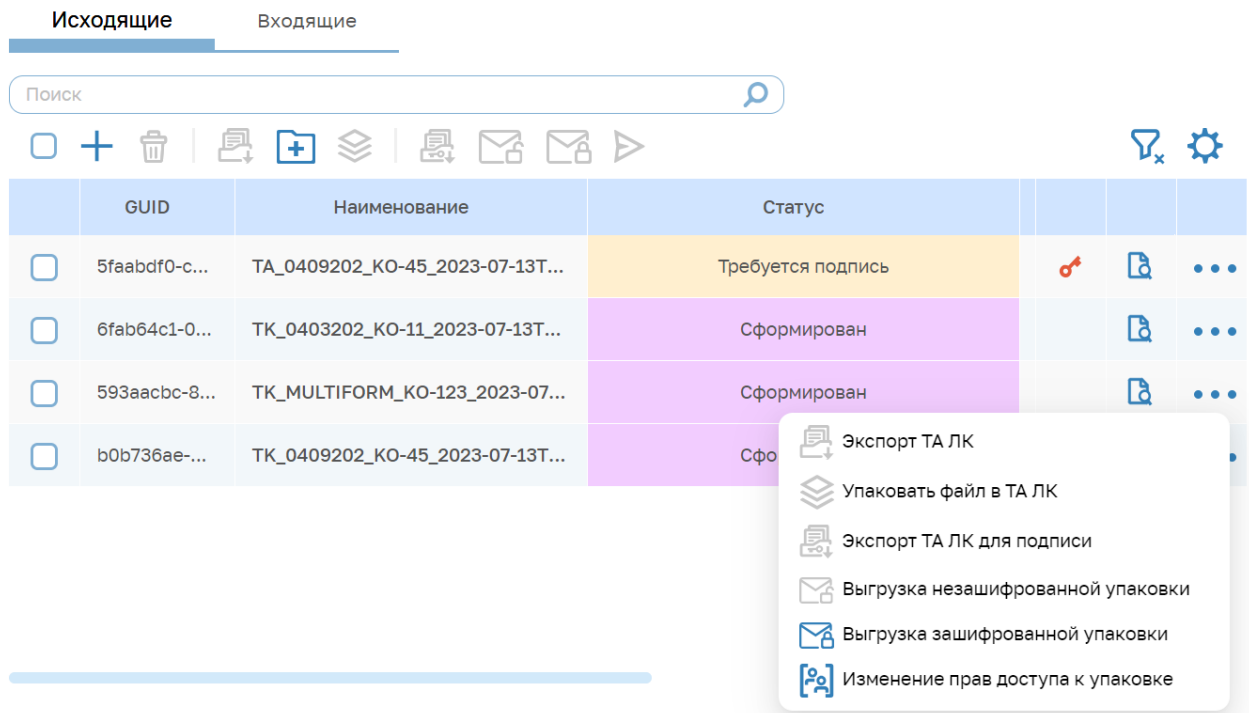 Исходящие
Входящие
Поиск
GUID
Наименование
Статус
5faabdf0-c...
TA_0409202_KO-45_2023-07-13T...
Требуется подпись
6fab64c1-0...
TK_0403202_KO-11_2023-07-13T...
Сформирован
593aacbc-8...
TK_MULTIFORM_KO-123_2023-07...
Сформирован
b0b736ae-...
TK_0409202_KO-45_2023-07-13T...
Сфо
Экспорт ТА ЛК
Упаковать файл в ТА ЛК
Экспорт ТА ЛК для подписи
Выгрузка незашифрованной упаковки
Выгрузка зашифрованной упаковки
Изменение прав доступа к упаковке